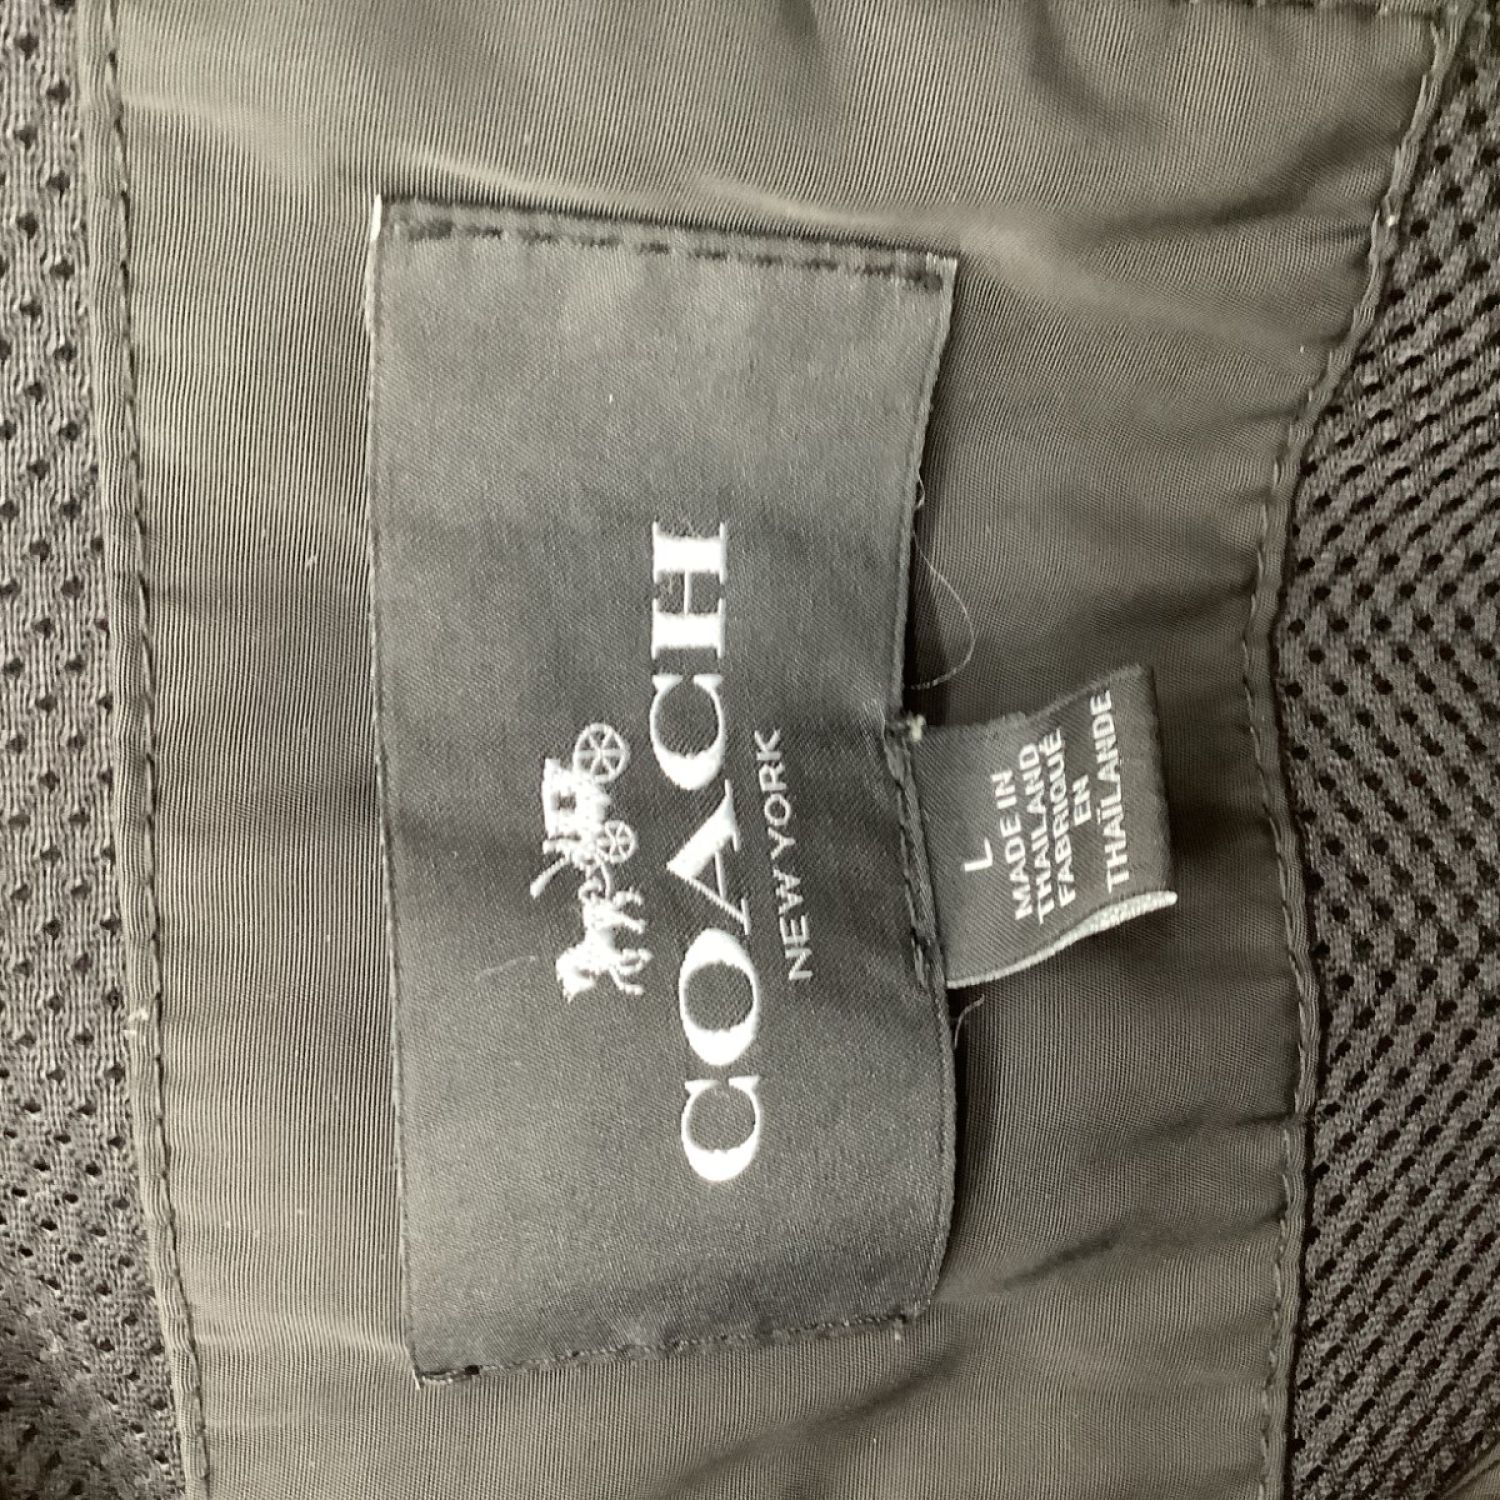 COACH
NEW YORK
L
MADE IN
THAILAND
FABRIQUÉ
EN
THAÏLANDE